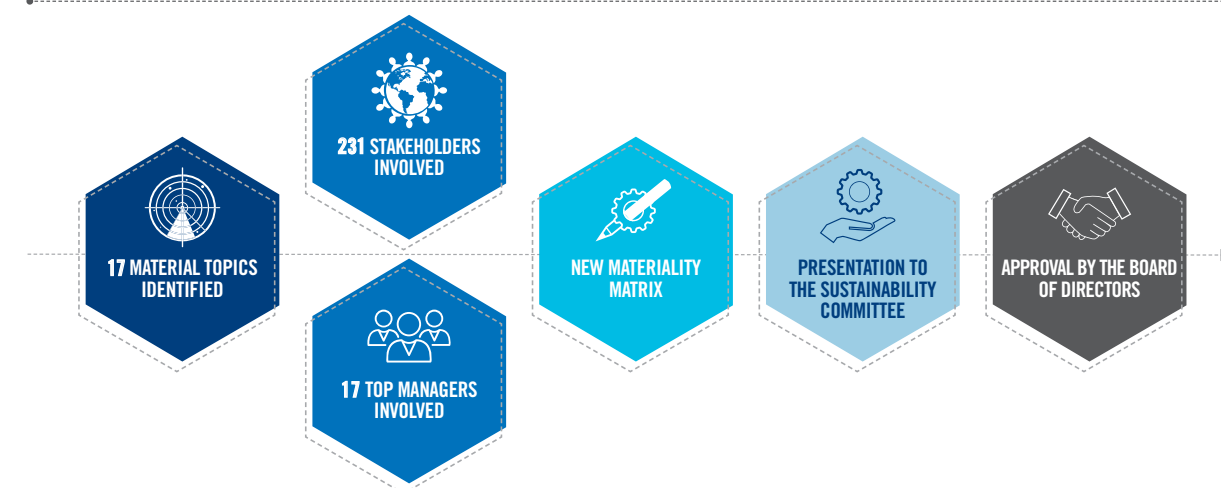 17 MATERIAL TOPICS
IDENTIFIED
231 STAKEHOLDERS
INVOLVED
17 TOP MANAGERS
INVOLVED
NEW MATERIALITY
MATRIX
PRESENTATION TO
THE SUSTAINABILITY
COMMITTEE
APPROVAL BY THE BOARD
OF DIRECTORS